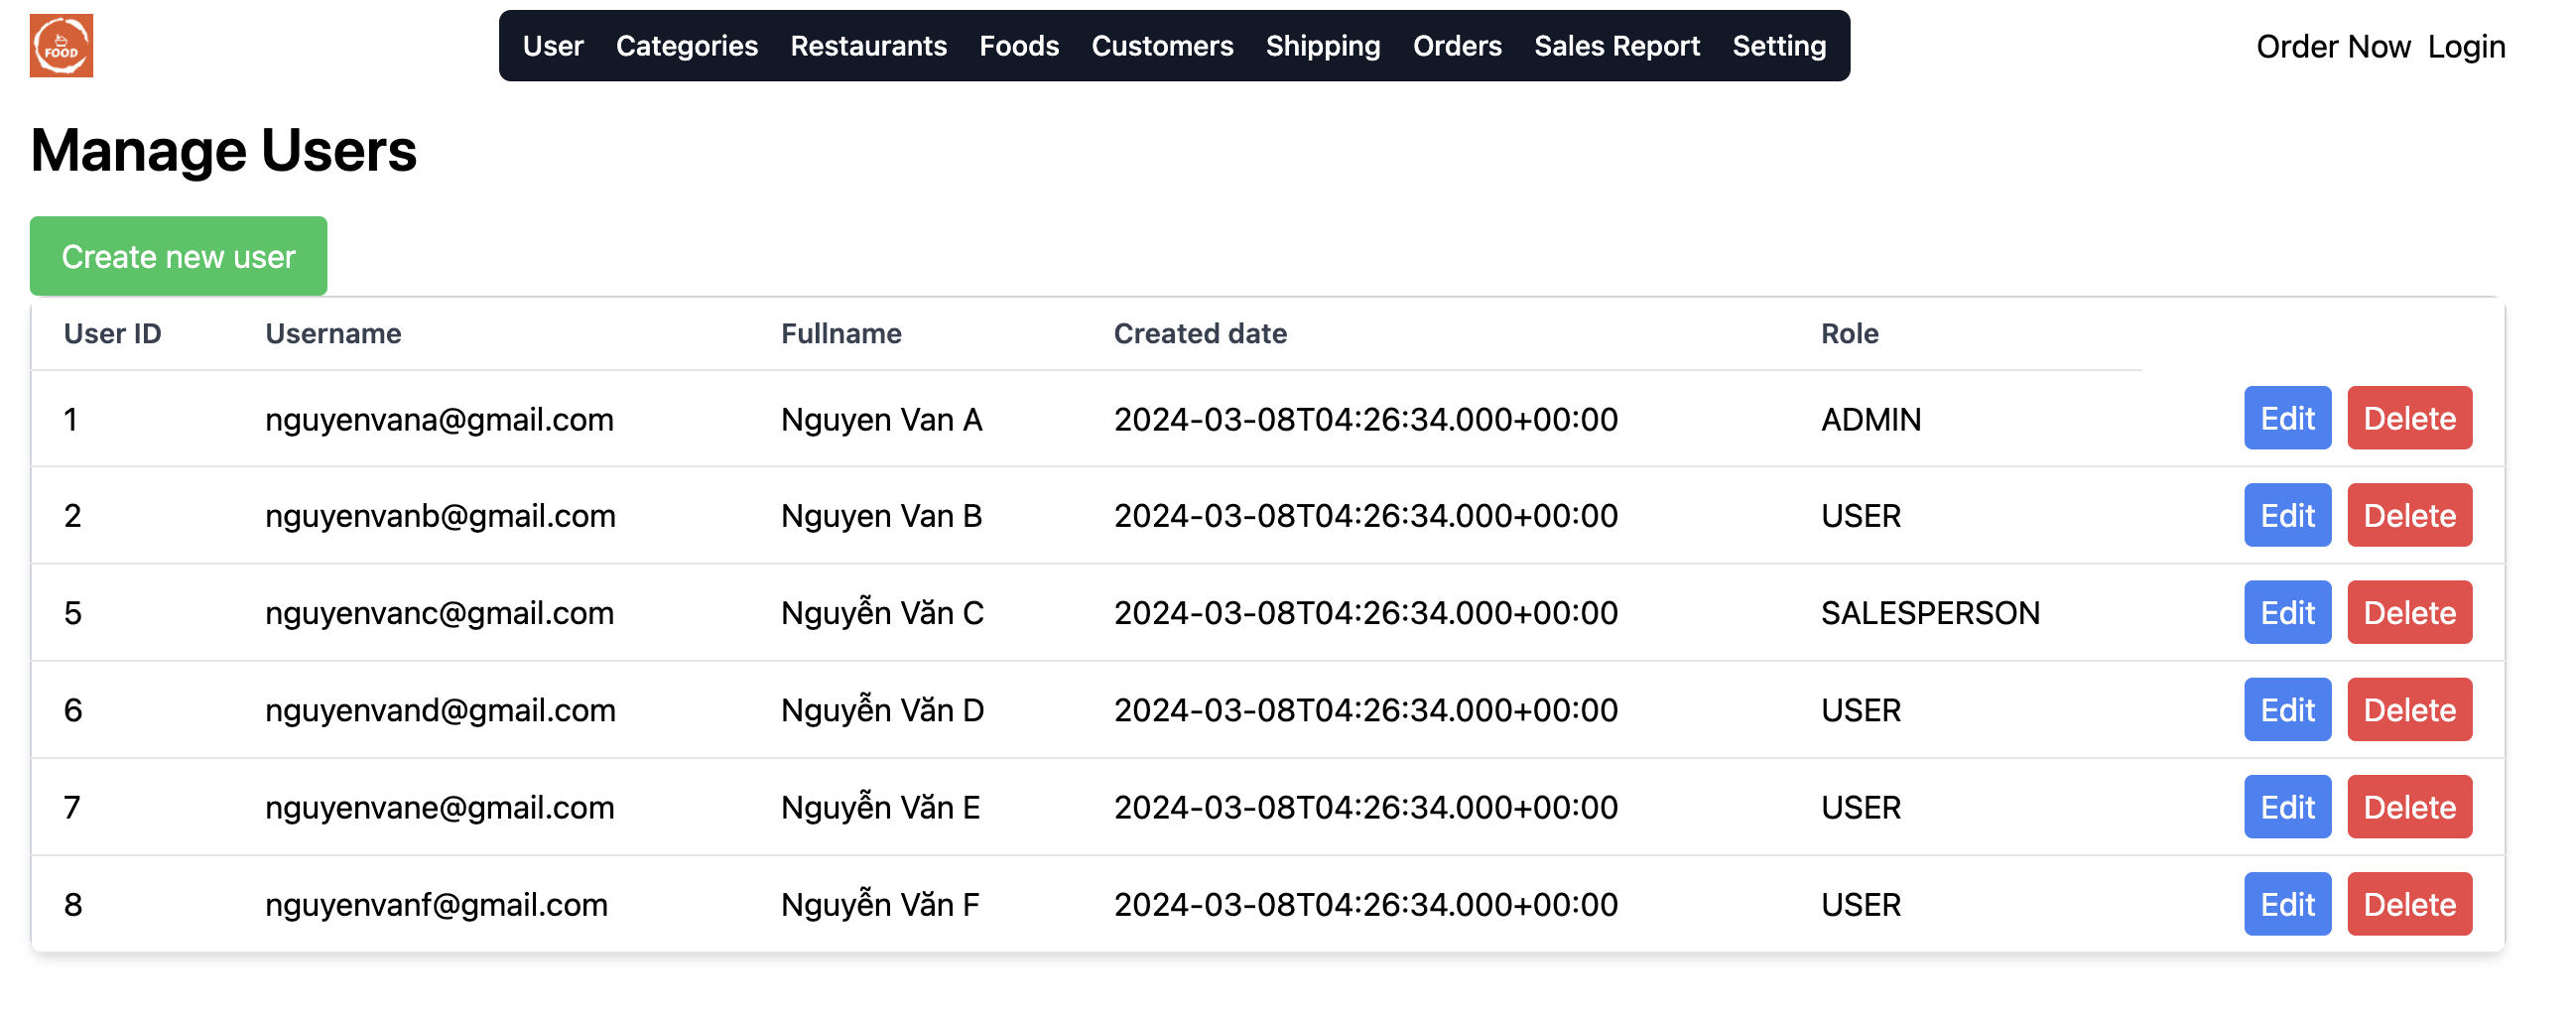 FOOD
User Categories Restaurants Foods Customers Shipping Orders Sales Report Setting
Order Now Login
Manage Users
Create new user
User ID Username Fullname Created date Role
1 nguyenvana@gmail.com Nguyen Van A 2024-03-08T04:26:34.000+00:00 ADMIN Edit Delete
2 nguyenvanb@gmail.com Nguyen Van B 2024-03-08T04:26:34.000+00:00 USER Edit Delete
5 nguyenvanc@gmail.com Nguyễn Văn C 2024-03-08T04:26:34.000+00:00 SALESPERSON Edit Delete
6 nguyenvand@gmail.com Nguyễn Văn D 2024-03-08T04:26:34.000+00:00 USER Edit Delete
7 nguyenvane@gmail.com Nguyễn Văn E 2024-03-08T04:26:34.000+00:00 USER Edit Delete
8 nguyenvanf@gmail.com Nguyễn Văn F 2024-03-08T04:26:34.000+00:00 USER Edit Delete